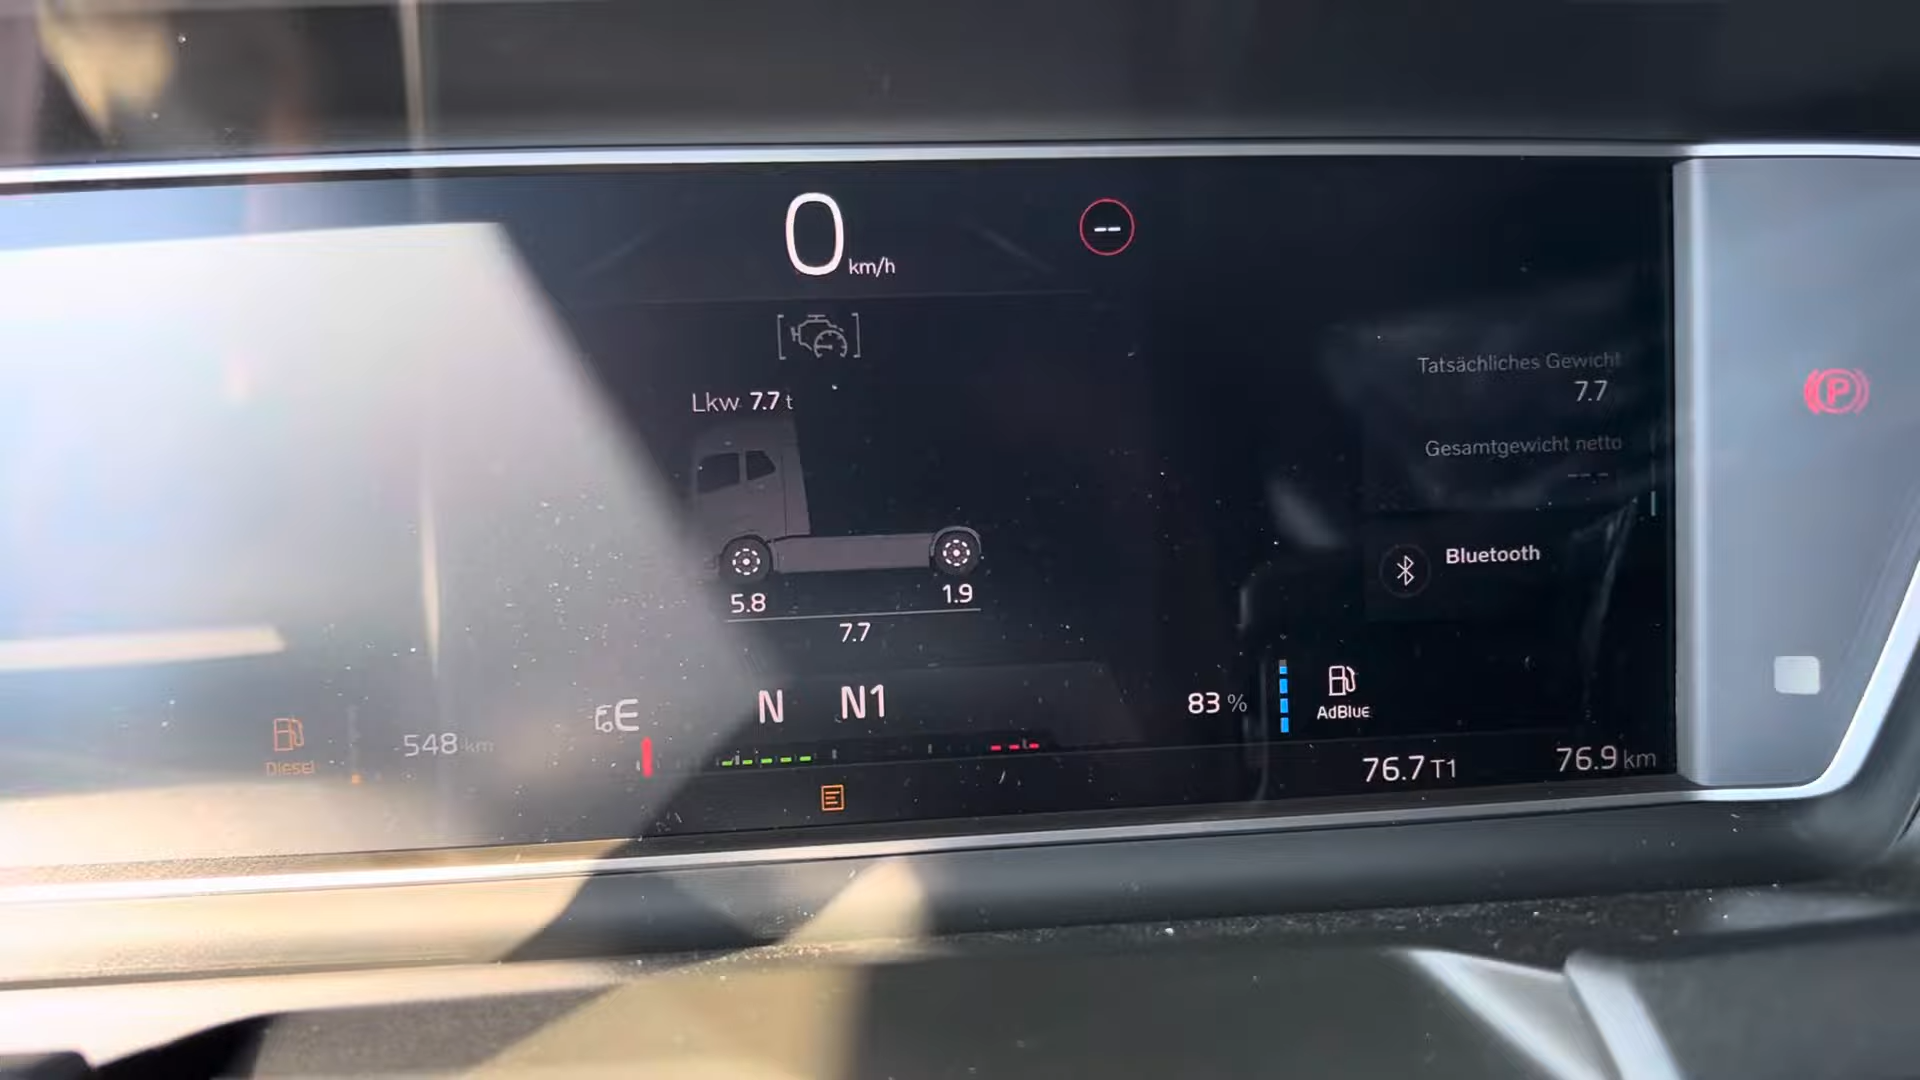 0 km/h
--
Lkw 7.7 t
5.8
1.9
7.7
Tatsächliches Gewicht
7.7
Gesamtgewicht netto
---
Bluetooth
P
Diesel
548 km
E
N N1
83 %
AdBlue
76.7 T1
76.9 km